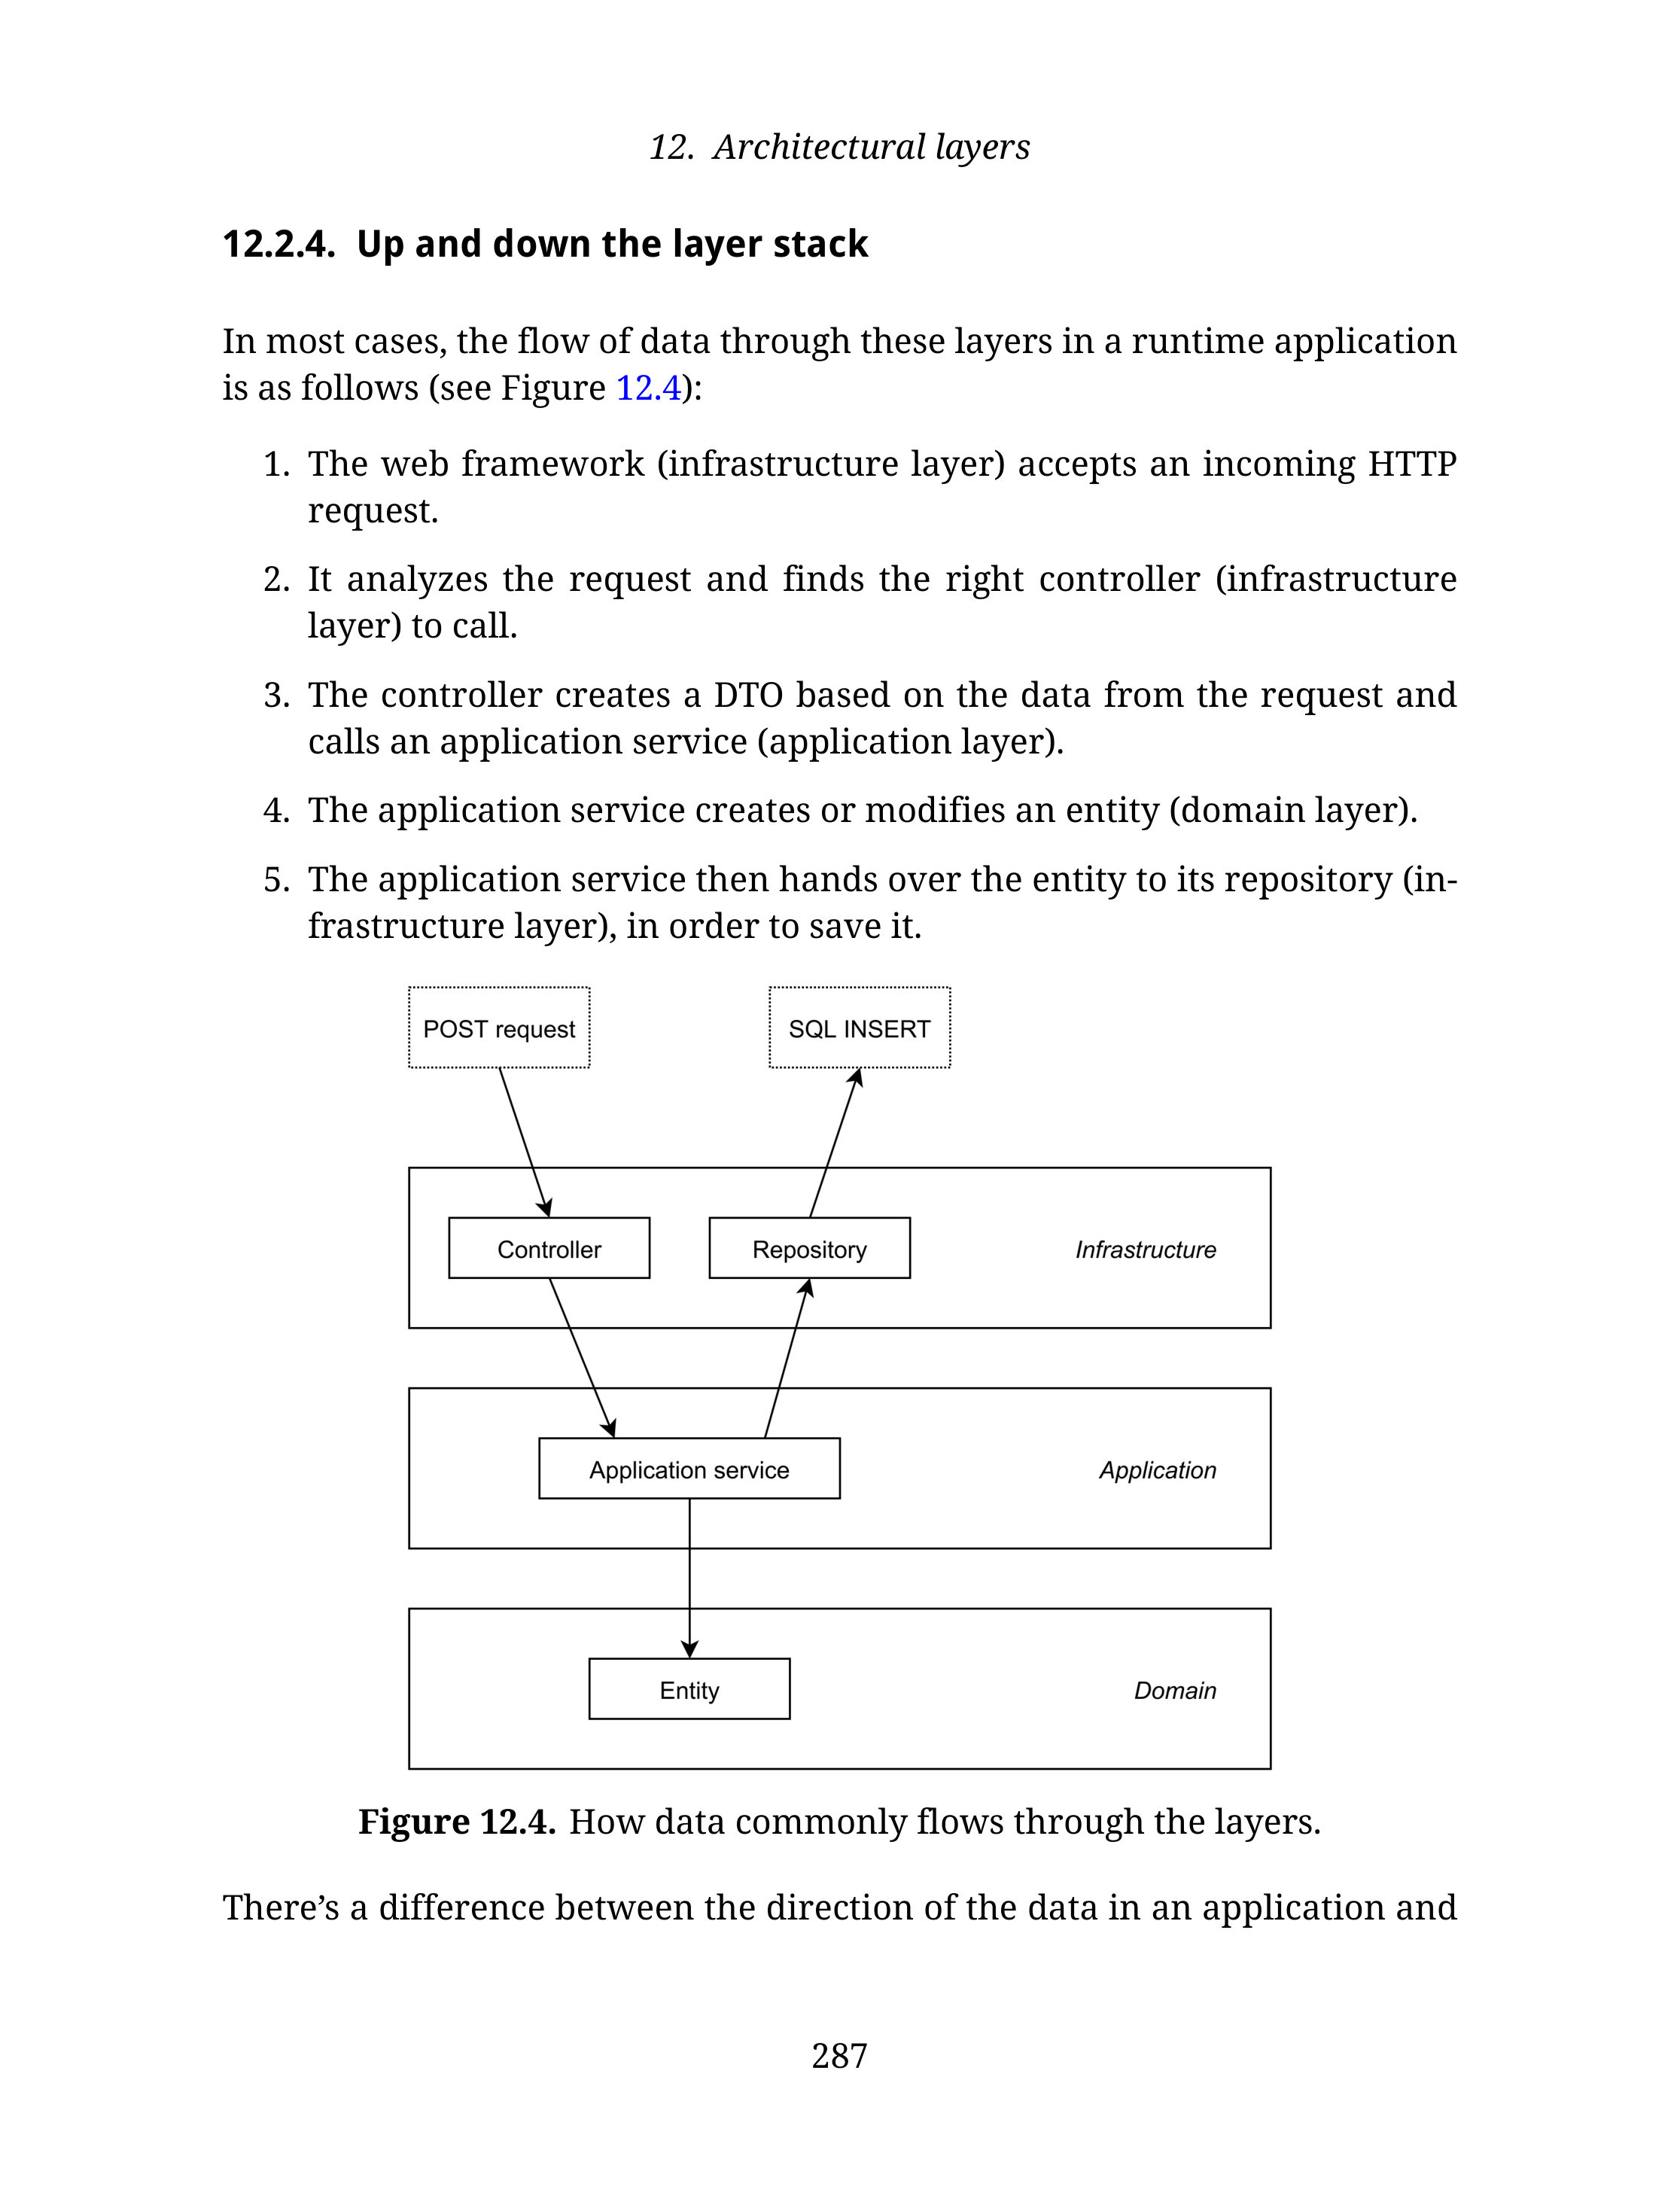 12. Architectural layers
12.2.4. Up and down the layer stack
In most cases, the flow of data through these layers in a runtime application
is as follows (see Figure 12.4):
1. The web framework (infrastructure layer) accepts an incoming HTTP
request.
2. It analyzes the request and finds the right controller (infrastructure
layer) to call.
3. The controller creates a DTO based on the data from the request and
calls an application service (application layer).
4. The application service creates or modifies an entity (domain layer).
5. The application service then hands over the entity to its repository (in-
frastructure layer), in order to save it.
POST request
SQL INSERT
Controller
Repository
Infrastructure
Application service
Application
Entity
Domain
Figure 12.4. How data commonly flows through the layers.
There’s a difference between the direction of the data in an application and
287